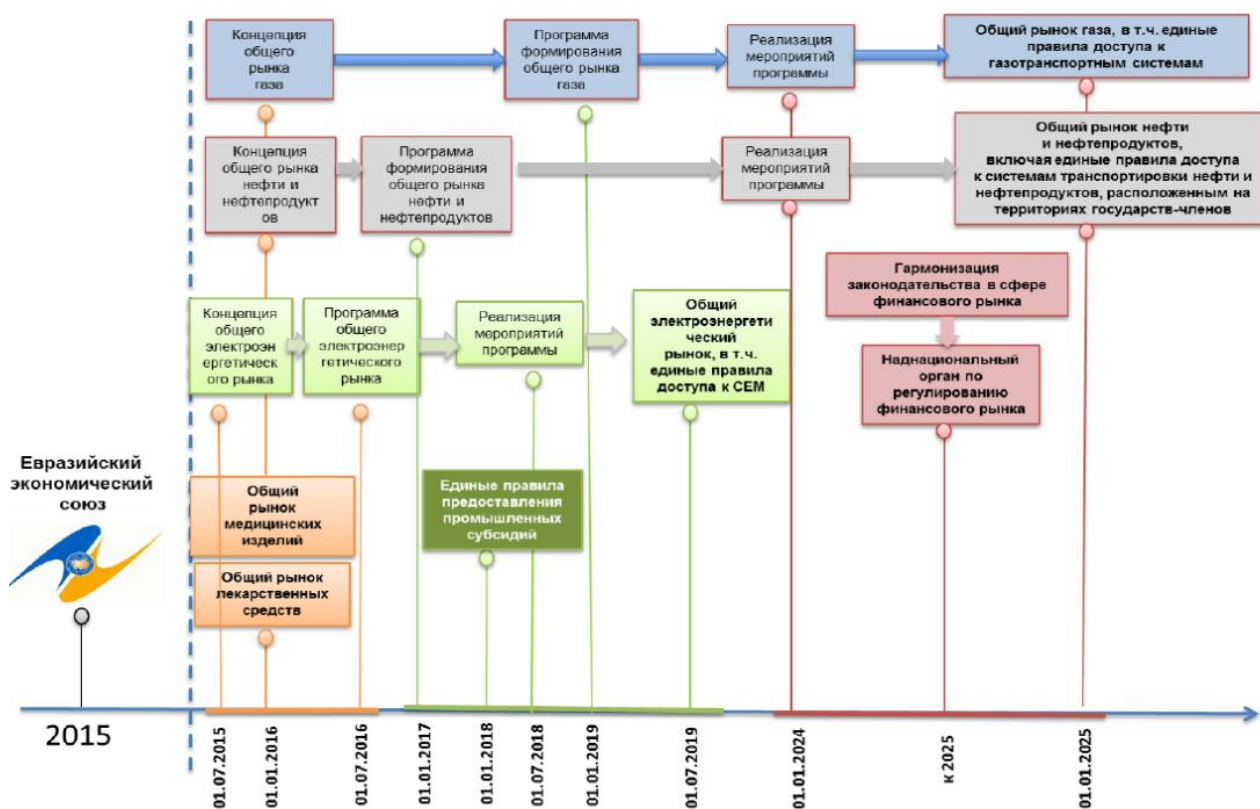 Концепция
общего
рынка
газа
Программа
формирования
общего рынка
газа
Реализация
мероприятий
программы
Общий рынок газа, в т.ч. единые
правила доступа к
газотранспортным системам
Концепция
общего рынка
нефти и
нефтепродукт
ов
Программа
формирования
общего рынка
нефти и
нефтепродуктов
Реализация
мероприятий
программы
Общий рынок нефти
и нефтепродуктов,
включая единые правила доступа
к системам транспортировки нефти и
нефтепродуктов, расположенным на
территориях государств-членов
Гармонизация
законодательства в сфере
финансового рынка
Концепция
общего
электроэн
ергетическ
ого рынка
Программа
общего
электроэнер
гетического
рынка
Реализация
мероприятий
программы
Общий
электроэнергети
ческий
рынок, в т.ч.
единые правила
доступа к СЕМ
Наднациональный
орган по
регулированию
финансового рынка
Евразийский
экономический
союз
Общий
рынок
медицинских
изделий
Единые правила
предоставления
промышленных
субсидий
Общий рынок
лекарственных
средств
2015
01.07.2015
01.01.2016
01.07.2016
01.01.2017
01.01.2018
01.07.2018
01.01.2019
01.07.2019
01.01.2024
к 2025
01.01.2025